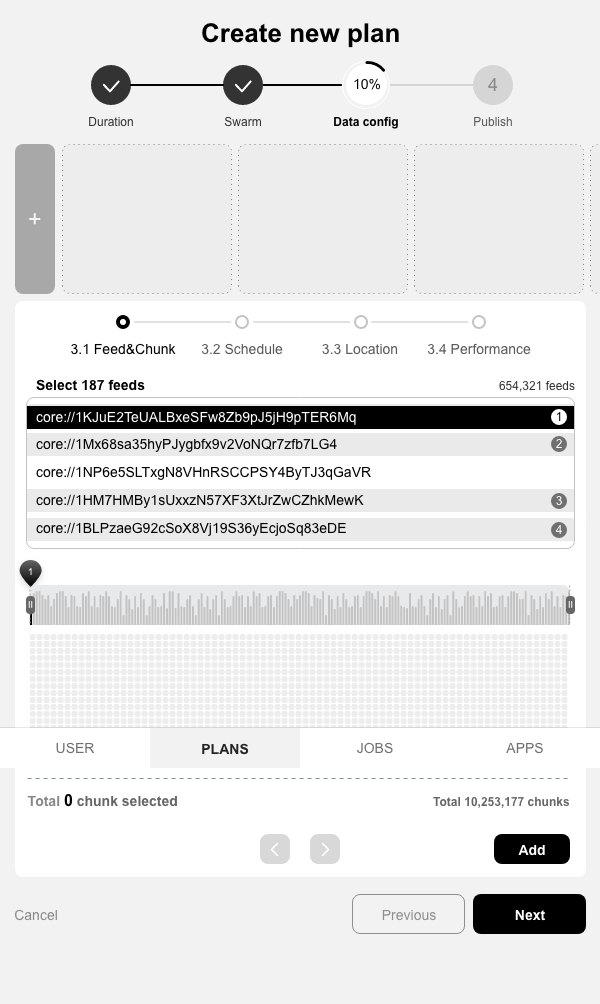 Create new plan
10%
4
Duration
Swarm
Data config
Publish
+
3.1 Feed&Chunk
3.2 Schedule
3.3 Location
3.4 Performance
Select 187 feeds
654,321 feeds
core://1KJuE2TeUALBxeSFw8Zb9pJ5jH9pTER6Mq 1
core://1Mx68sa35hyPJygbfx9v2VoNQr7zfb7LG4 2
core://1NP6e5SLTxgN8VHnRSCCPSY4ByTJ3qGaVR
core://1HM7HMBy1sUxxzN57XF3XtJrZwCZhkMewK 3
core://1BLPzaeG92cSoX8Vj19S36yEcjoSq83eDE 4
1
USER
PLANS
JOBS
APPS
Total 0 chunk selected
Total 10,253,177 chunks
Add
Cancel
Previous
Next